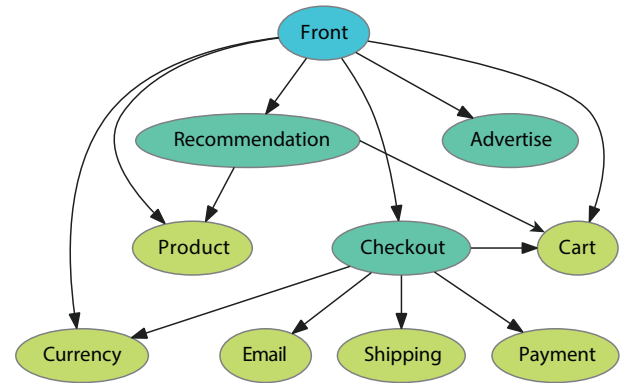 Front
Recommendation
Advertise
Product
Checkout
Cart
Currency
Email
Shipping
Payment